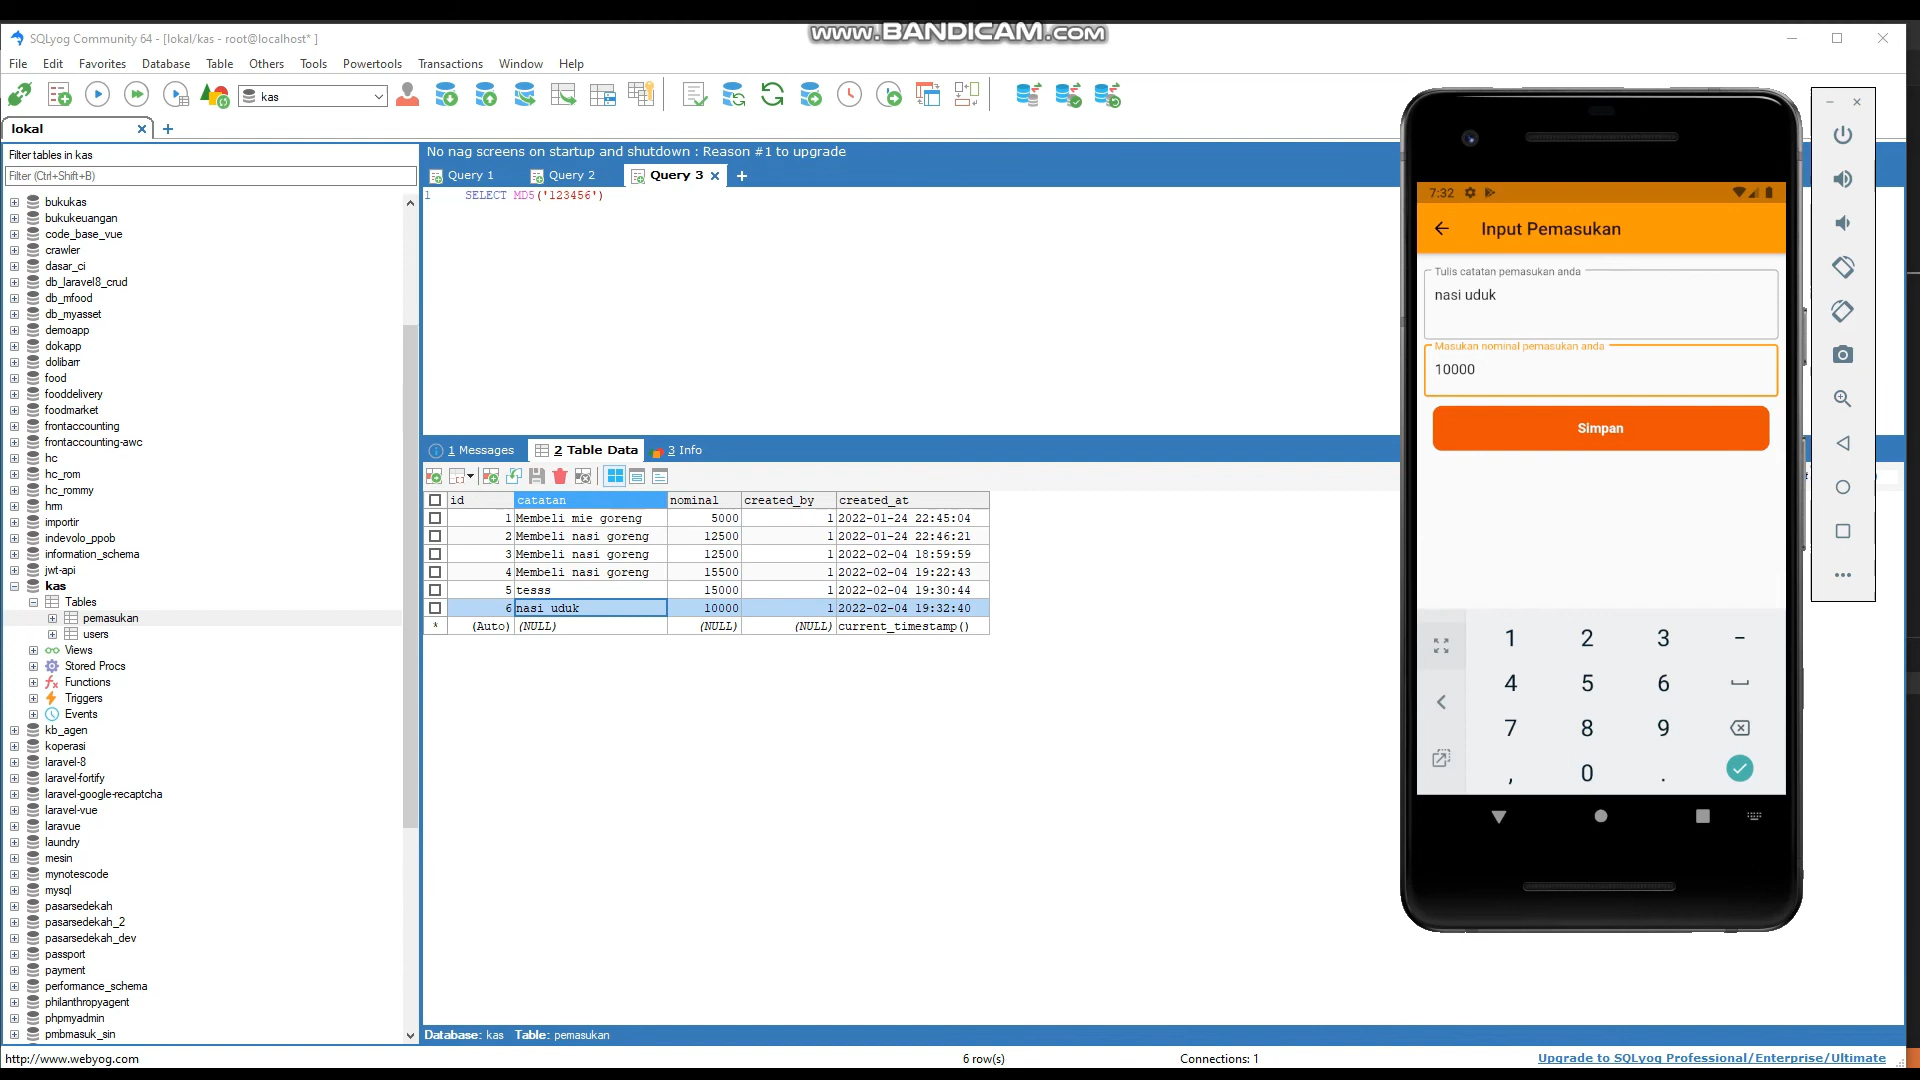 www.BANDICAM.com
SQLyog Community 64 - [lokal/kas - root@localhost* ]
File Edit Favorites Database Table Others Tools Powertools Transactions Window Help
kas
lokal
Filter tables in kas
Filter (Ctrl+Shift+B)
bukukas
bukukeuangan
code_base_vue
crawler
dasar_ci
db_laravel8_crud
db_mfood
db_myasset
demoapp
dokapp
dolibarr
food
fooddelivery
foodmarket
frontaccounting
frontaccounting-awc
hc
hc_rom
hc_rommy
hrm
importir
indevolo_ppob
information_schema
jwt-api
kas
Tables
pemasukan
users
Views
Stored Procs
Functions
Triggers
Events
kb_agen
koperasi
laravel-8
laravel-fortify
laravel-google-recaptcha
laravel-vue
laravue
laundry
mesin
mynotescode
mysql
pasarsedekah
pasarsedekah_2
pasarsedekah_dev
passport
payment
performance_schema
philanthropyagent
phpmyadmin
pmbmasuk_sin
No nag screens on startup and shutdown : Reason #1 to upgrade
Query 1 Query 2 Query 3
1 SELECT MD5('123456')
1 Messages 2 Table Data 3 Info
id catatan nominal created_by created_at
1 Membeli mie goreng 5000 1 2022-01-24 22:45:04
2 Membeli nasi goreng 12500 1 2022-01-24 22:46:21
3 Membeli nasi goreng 12500 1 2022-02-04 18:59:59
4 Membeli nasi goreng 15500 1 2022-02-04 19:22:43
5 tesss 15000 1 2022-02-04 19:30:44
6 nasi uduk 10000 1 2022-02-04 19:32:40
* (Auto) (NULL) (NULL) (NULL) current_timestamp()
Database: kas Table: pemasukan
http://www.webyog.com 6 row(s) Connections: 1 Upgrade to SQLyog Professional/Enterprise/Ultimate
7:32
Input Pemasukan
Tulis catatan pemasukan anda
nasi uduk
Masukan nominal pemasukan anda
10000
Simpan
1 2 3 -
4 5 6
7 8 9
, 0 .